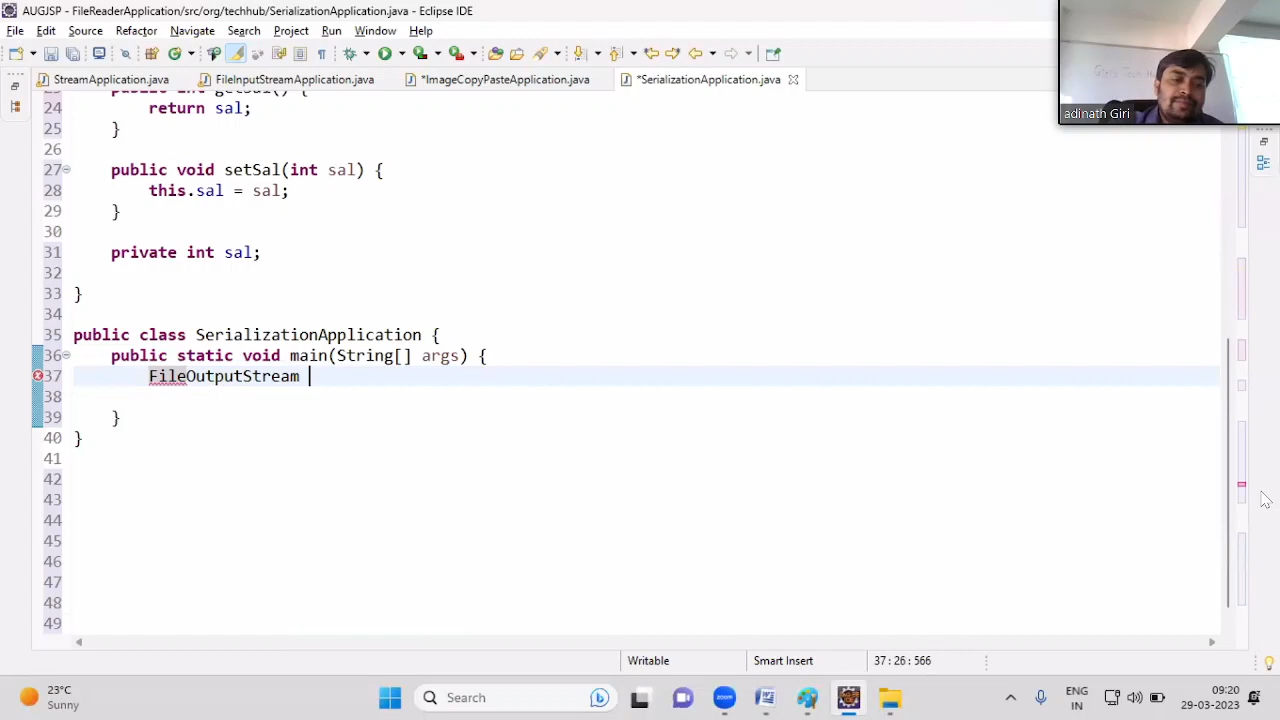 AUGJSP - FileReaderApplication/src/org/techhub/SerializationApplication.java - Eclipse IDE
File Edit Source Refactor Navigate Search Project Run Window Help
StreamApplication.java FileInputStreamApplication.java *ImageCopyPasteApplication.java *SerializationApplication.java
adinath Giri
23 public int getSal() {
24 return sal;
25 }
26
27 public void setSal(int sal) {
28 this.sal = sal;
29 }
30
31 private int sal;
32
33 }
34
35 public class SerializationApplication {
36 public static void main(String[] args) {
37 FileOutputStream
38
39 }
40 }
41
42
43
44
45
46
47
48
49
Writable Smart Insert 37:26:566
23°C
Sunny
Search
ENG
IN
09:20
29-03-2023